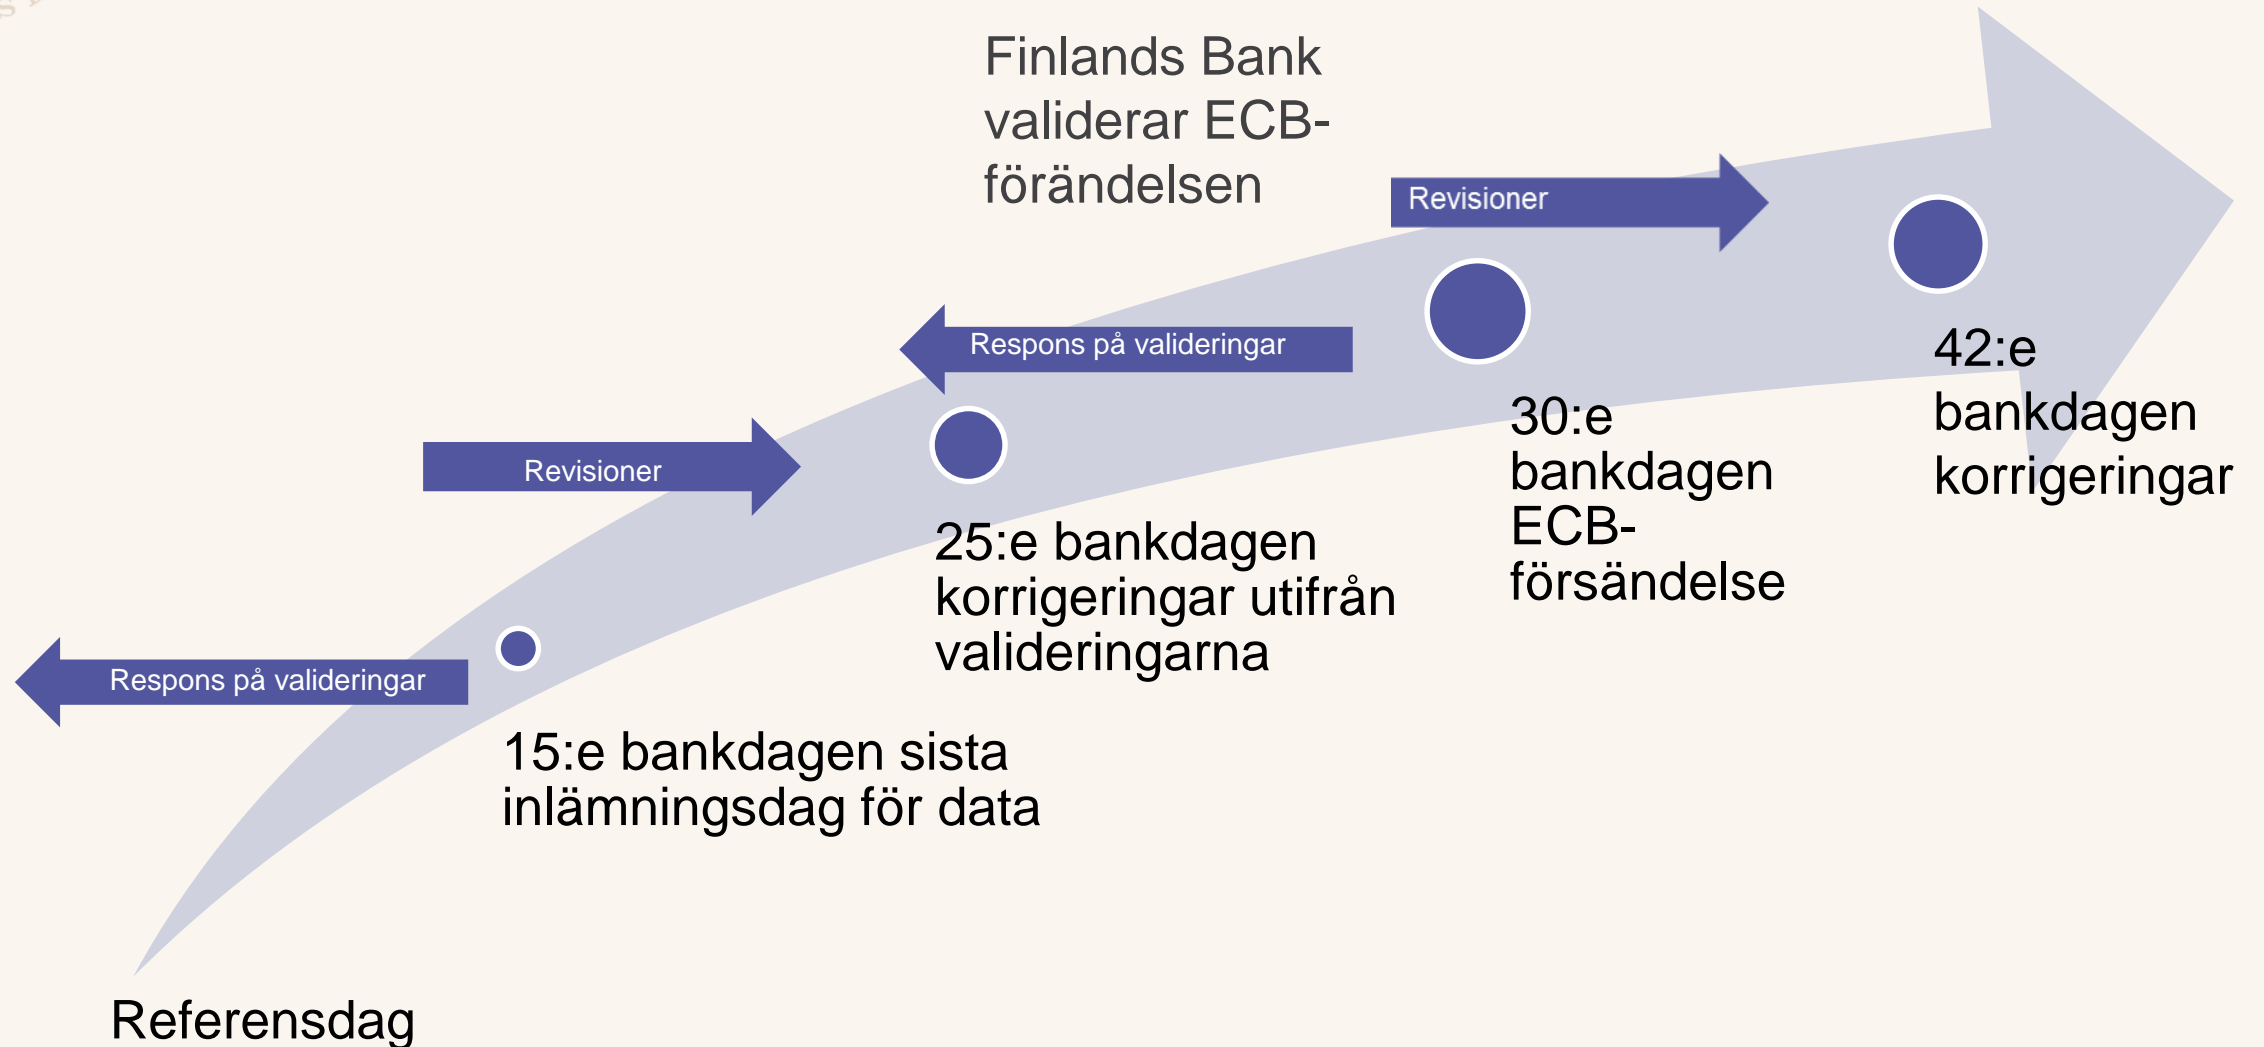 Finlands Bank
validerar ECB-
förändelsen
Revisioner
Respons på valideringar
42:e
bankdagen
korrigeringar
30:e
bankdagen
ECB-
försändelse
Revisioner
25:e bankdagen
korrigeringar utifrån
valideringarna
Respons på valideringar
15:e bankdagen sista
inlämningsdag för data
Referensdag